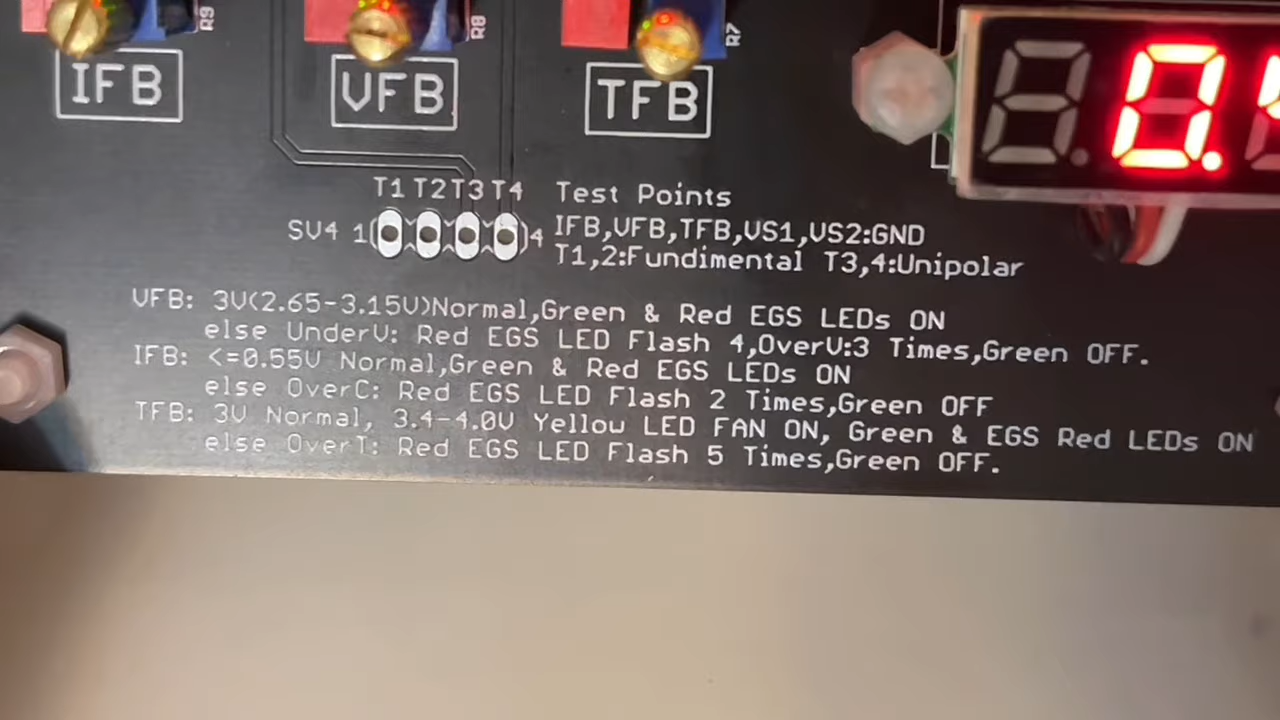 R9
R8
R7
IFB
VFB
TFB
0.
T1 T2 T3 T4
Test Points
SV4 1
4
IFB,VFB,TFB,VS1,VS2:GND
T1,2:Fundimental T3,4:Unipolar
VFB: 3V(2.65-3.15V)Normal,Green & Red EGS LEDs ON
else UnderV: Red EGS LED Flash 4,OverV:3 Times,Green OFF.
IFB: <=0.55V Normal,Green & Red EGS LEDs ON
else OverC: Red EGS LED Flash 2 Times,Green OFF
TFB: 3V Normal, 3.4-4.0V Yellow LED FAN ON, Green & EGS Red LEDs ON
else OverT: Red EGS LED Flash 5 Times,Green OFF.